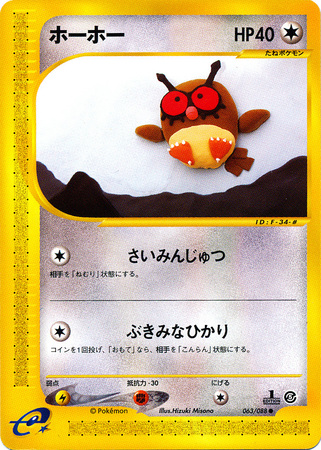 ホーホー HP40
たねポケモン
ID:F-34-#
さいみんじゅつ
相手を「ねむり」状態にする。
ぶきみなひかり
コインを1回投げ、「おもて」なら、相手を「こんらん」状態にする。
弱点 抵抗力 -30 にげる
© Pokémon Illus.Hizuki Misono 063/088 ●
1 EDITION
e